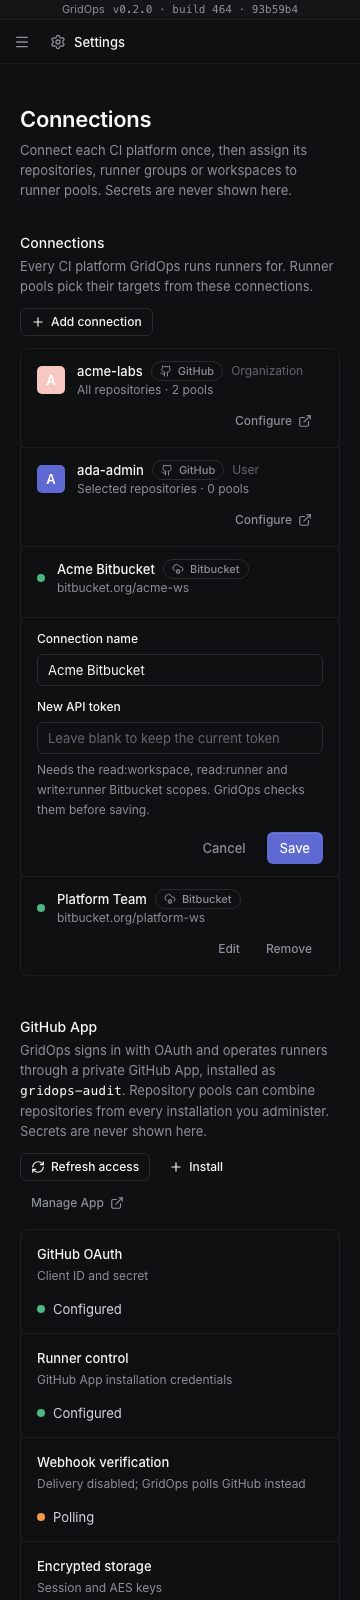 GridOps v0.2.0 · build 464 · 93b59b4
Settings
Connections
Connect each CI platform once, then assign its
repositories, runner groups or workspaces to
runner pools. Secrets are never shown here.
Connections
Every CI platform GridOps runs runners for. Runner
pools pick their targets from these connections.
Add connection
A
acme-labs GitHub Organization
All repositories · 2 pools
Configure
A
ada-admin GitHub User
Selected repositories · 0 pools
Configure
Acme Bitbucket Bitbucket
bitbucket.org/acme-ws
Connection name
Acme Bitbucket
New API token
Leave blank to keep the current token
Needs the read:workspace, read:runner and
write:runner Bitbucket scopes. GridOps checks
them before saving.
Cancel Save
Platform Team Bitbucket
bitbucket.org/platform-ws
Edit Remove
GitHub App
GridOps signs in with OAuth and operates runners
through a private GitHub App, installed as
gridops-audit. Repository pools can combine
repositories from every installation you administer.
Secrets are never shown here.
Refresh access Install
Manage App
GitHub OAuth
Client ID and secret
Configured
Runner control
GitHub App installation credentials
Configured
Webhook verification
Delivery disabled; GridOps polls GitHub instead
Polling
Encrypted storage
Session and AES keys